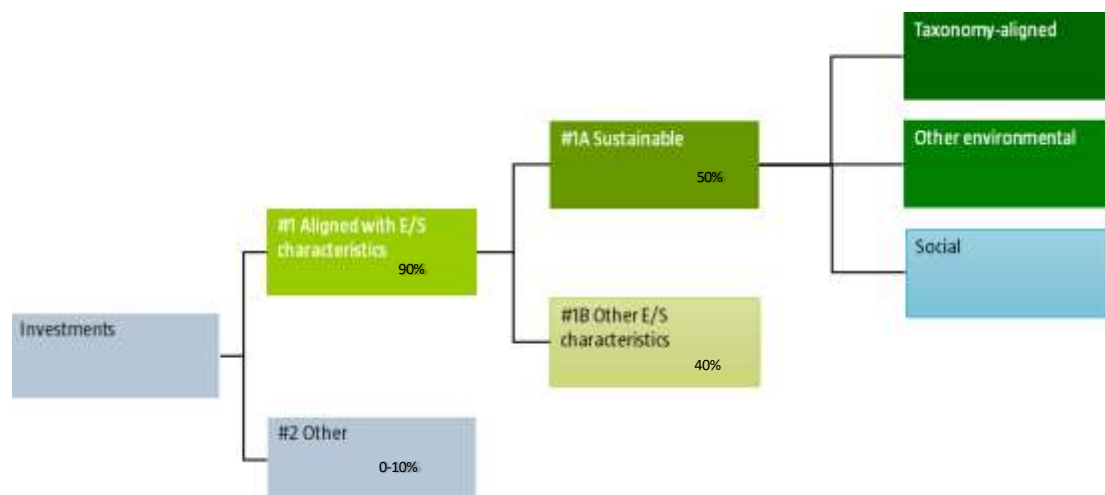 Taxonomy-aligned
#1A Sustainable
50%
Other environmental
#1 Aligned with E/S
characteristics
90%
Social
Investments
#1B Other E/S
characteristics
40%
#2 Other
0-10%